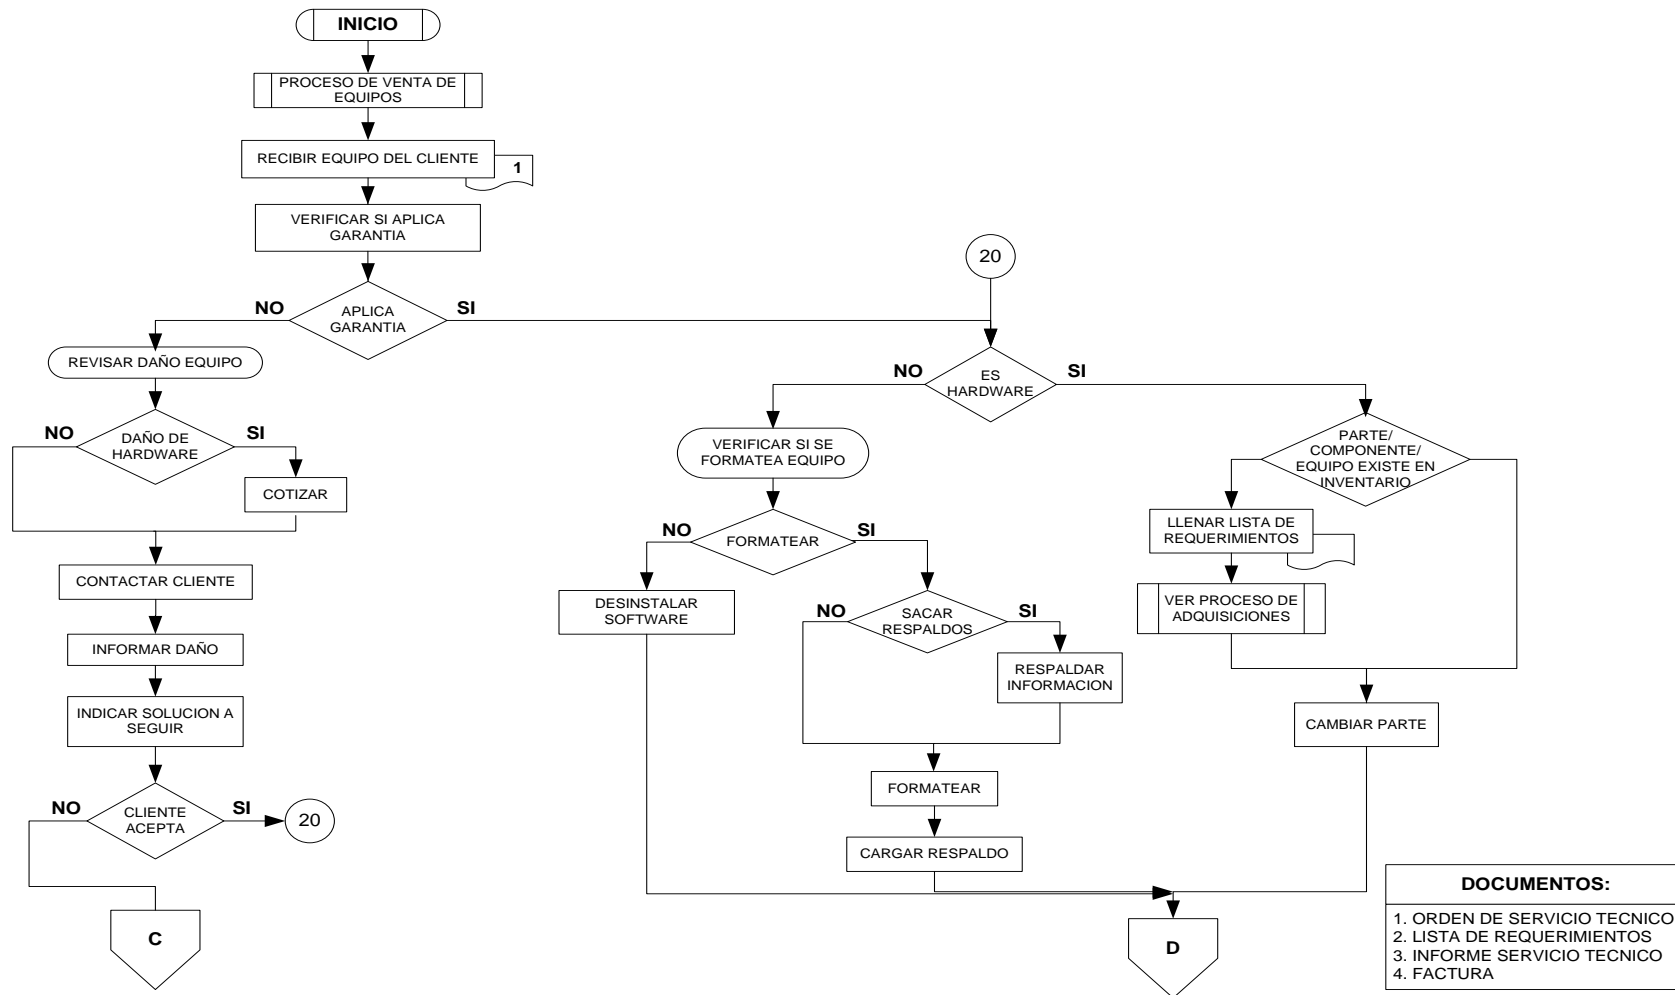 INICIO
PROCESO DE VENTA DE
EQUIPOS
RECIBIR EQUIPO DEL CLIENTE
1
VERIFICAR SI APLICA
GARANTIA
20
NO
APLICA
GARANTIA
SI
REVISAR DAÑO EQUIPO
NO
ES
HARDWARE
SI
NO
DAÑO DE
HARDWARE
SI
COTIZAR
VERIFICAR SI SE
FORMATEA EQUIPO
PARTE/
COMPONENTE/
EQUIPO EXISTE EN
INVENTARIO
NO
FORMATEAR
SI
LLENAR LISTA DE
REQUERIMIENTOS
CONTACTAR CLIENTE
DESINSTALAR
SOFTWARE
NO
SACAR
RESPALDOS
SI
VER PROCESO DE
ADQUISICIONES
INFORMAR DAÑO
RESPALDAR
INFORMACION
INDICAR SOLUCION A
SEGUIR
CAMBIAR PARTE
FORMATEAR
NO
CLIENTE
ACEPTA
SI
20
CARGAR RESPALDO
C
D
DOCUMENTOS:
1. ORDEN DE SERVICIO TECNICO
2. LISTA DE REQUERIMIENTOS
3. INFORME SERVICIO TECNICO
4. FACTURA